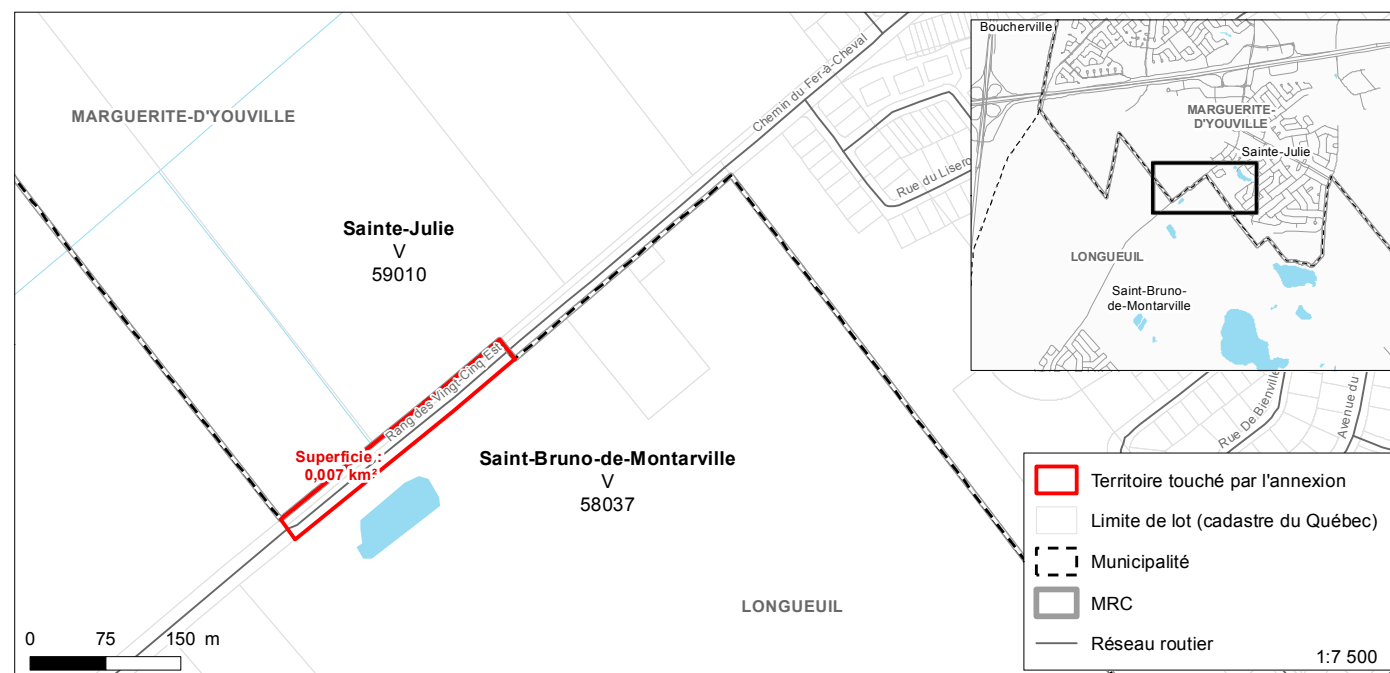 MARGUERITE-D'YOUVILLE
Sainte-Julie
V
59010
Chemin du Fer-à-Cheval
Rue du Lisero
Rang des Vingt-Cinq Est
Superficie :
0,007 km²
Saint-Bruno-de-Montarville
V
58037
LONGUEUIL
0 75 150 m
Boucherville
MARGUERITE-
D'YOUVILLE
Sainte-Julie
LONGUEUIL
Saint-Bruno-
de-Montarville
Rue De Bienville
Avenue du
Territoire touché par l'annexion
Limite de lot (cadastre du Québec)
Municipalité
MRC
Réseau routier
1:7 500